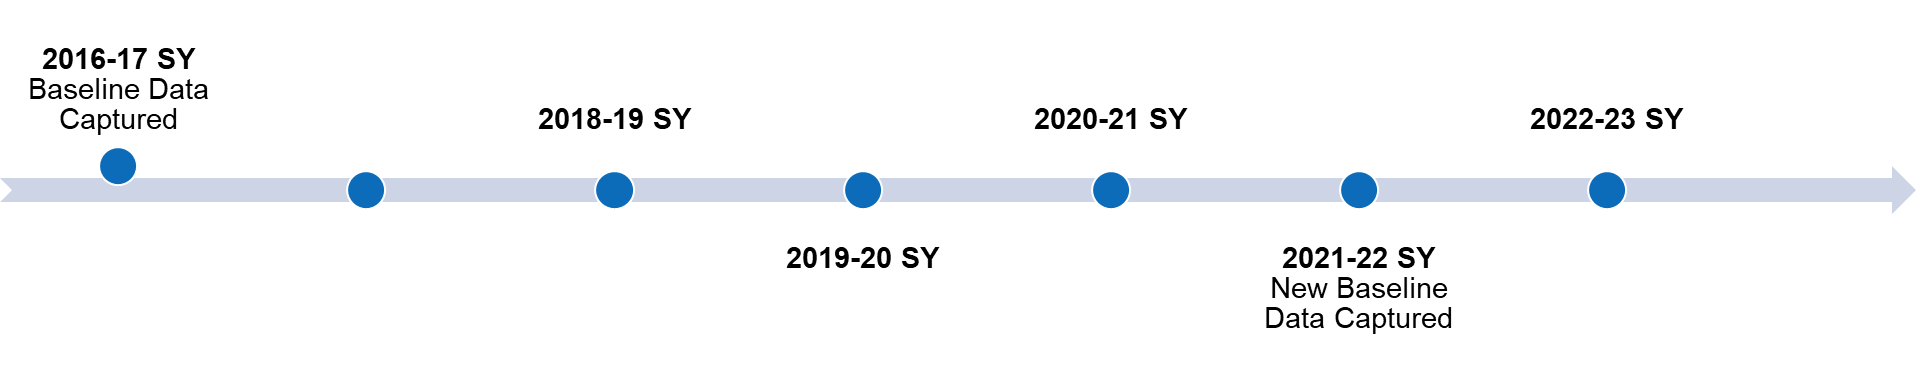 2016-17 SY
Baseline Data
Captured
2018-19 SY
2019-20 SY
2020-21 SY
2021-22 SY
New Baseline
Data Captured
2022-23 SY